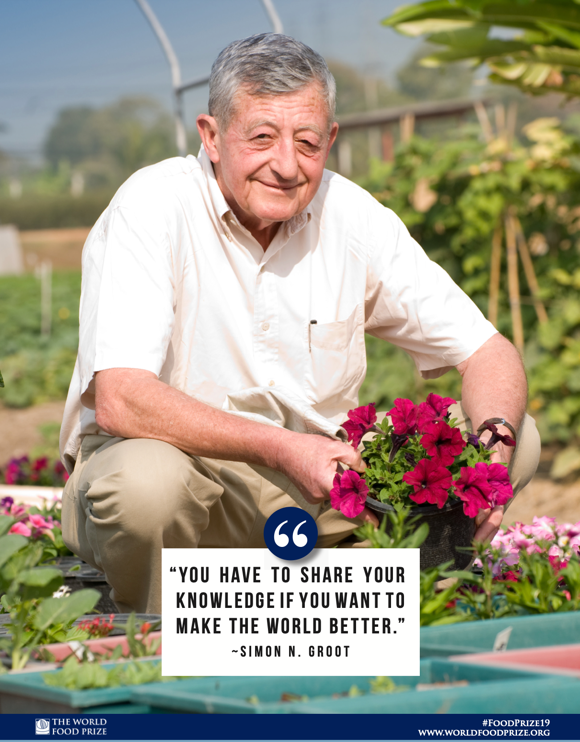 “YOU HAVE TO SHARE YOUR
KNOWLEDGE IF YOU WANT TO
MAKE THE WORLD BETTER.”
~SIMON N. GROOT
THE WORLD
FOOD PRIZE
#FOODPRIZE19
WWW.WORLDFOODPRIZE.ORG